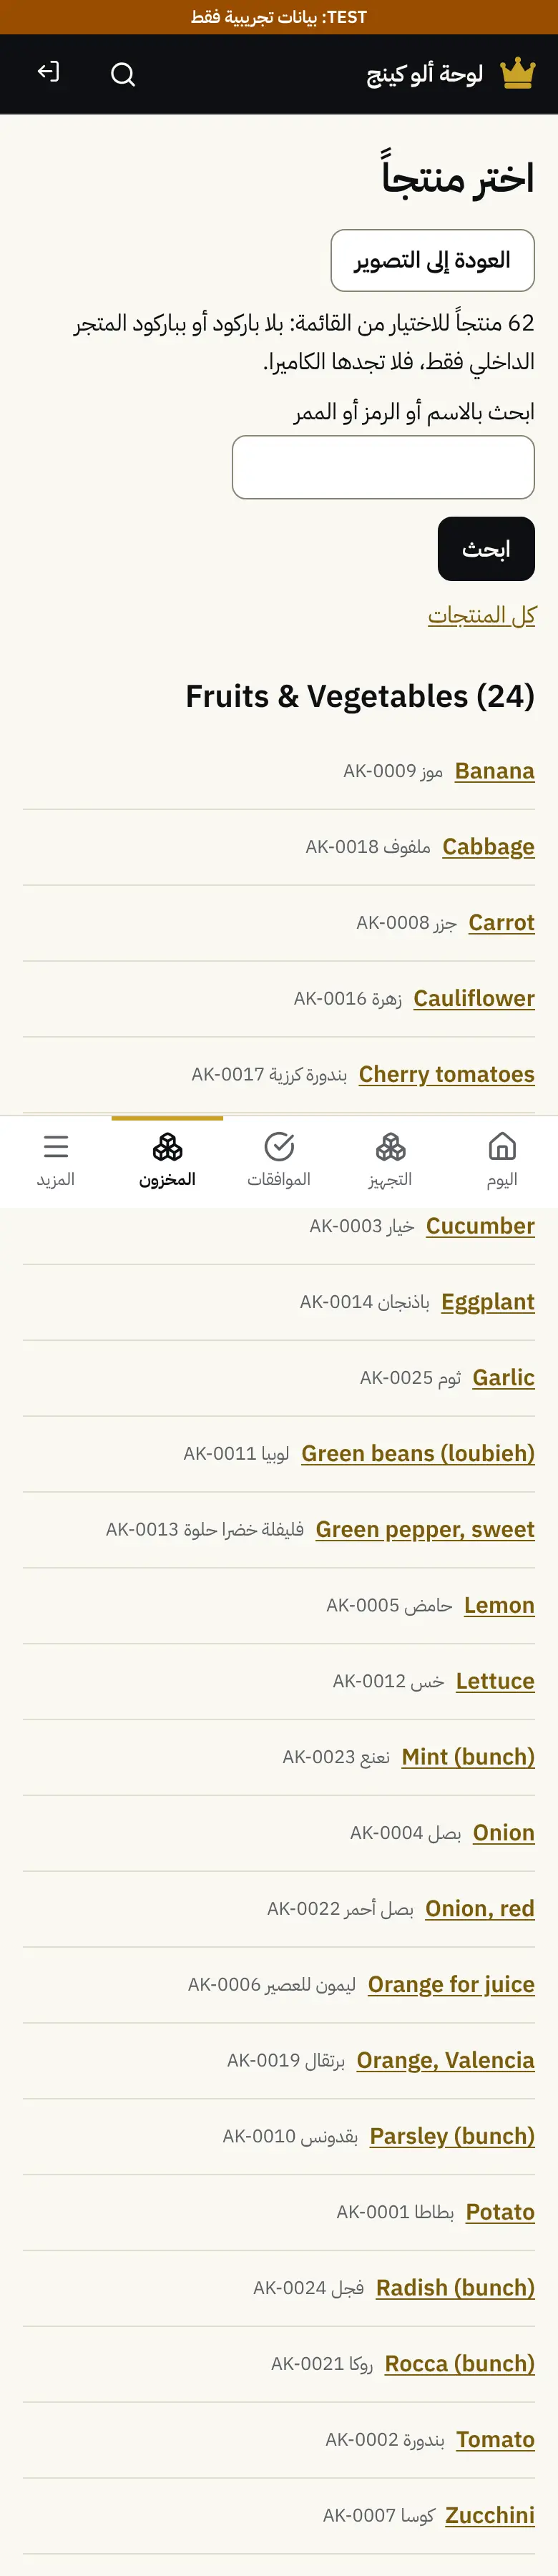 TEST: بيانات تجريبية فقط
لوحة ألو كينج
اختر منتجاً
العودة إلى التصوير
62 منتجاً للاختيار من القائمة: بلا باركود أو بباركود المتجر
الداخلي فقط، فلا تجدها الكاميرا.
ابحث بالاسم أو الرمز أو الممر
ابحث
كل المنتجات
Fruits & Vegetables (24)
Banana موز AK-0009
Cabbage ملفوف AK-0018
Carrot جزر AK-0008
Cauliflower زهرة AK-0016
Cherry tomatoes بندورة كرزية AK-0017
اليوم
التجهيز
الموافقات
المخزون
المزيد
Cucumber خيار AK-0003
Eggplant باذنجان AK-0014
Garlic ثوم AK-0025
Green beans (loubieh) لوبيا AK-0011
Green pepper, sweet فليفلة خضرا حلوة AK-0013
Lemon حامض AK-0005
Lettuce خس AK-0012
Mint (bunch) نعنع AK-0023
Onion بصل AK-0004
Onion, red بصل أحمر AK-0022
Orange for juice ليمون للعصير AK-0006
Orange, Valencia برتقال AK-0019
Parsley (bunch) بقدونس AK-0010
Potato بطاطا AK-0001
Radish (bunch) فجل AK-0024
Rocca (bunch) روكا AK-0021
Tomato بندورة AK-0002
Zucchini كوسا AK-0007